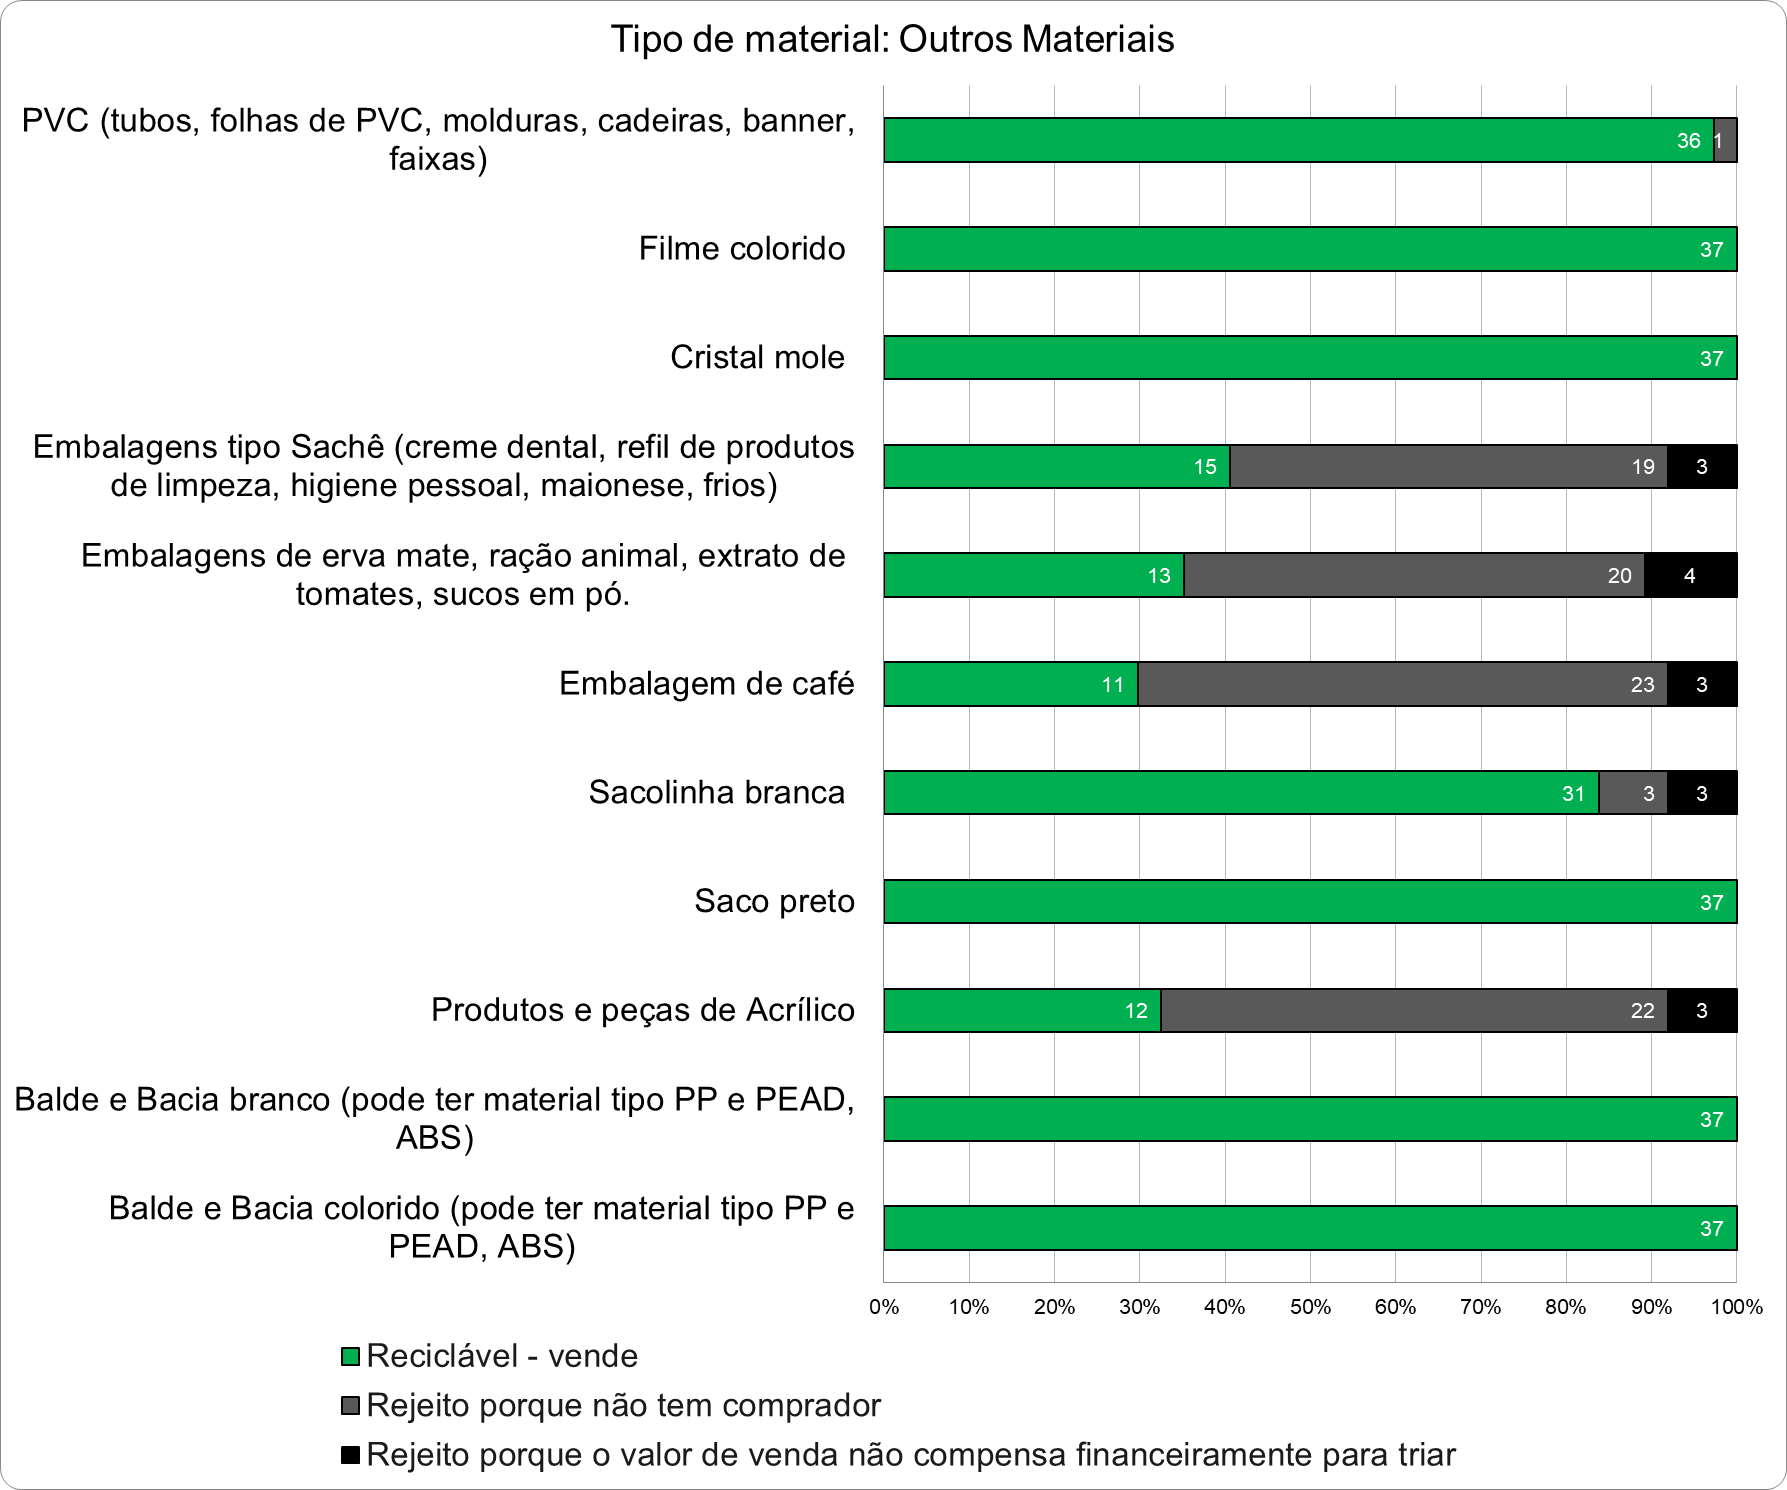 Tipo de material: Outros Materiais
PVC (tubos, folhas de PVC, molduras, cadeiras, banner,
faixas)
36 1
Filme colorido
37
Cristal mole
37
Embalagens tipo Sachê (creme dental, refil de produtos
de limpeza, higiene pessoal, maionese, frios)
15 19 3
Embalagens de erva mate, ração animal, extrato de
tomates, sucos em pó.
13 20 4
Embalagem de café
11 23 3
Sacolinha branca
31 3 3
Saco preto
37
Produtos e peças de Acrílico
12 22 3
Balde e Bacia branco (pode ter material tipo PP e PEAD,
ABS)
37
Balde e Bacia colorido (pode ter material tipo PP e
PEAD, ABS)
37
0% 10% 20% 30% 40% 50% 60% 70% 80% 90% 100%
Reciclável - vende
Rejeito porque não tem comprador
Rejeito porque o valor de venda não compensa financeiramente para triar